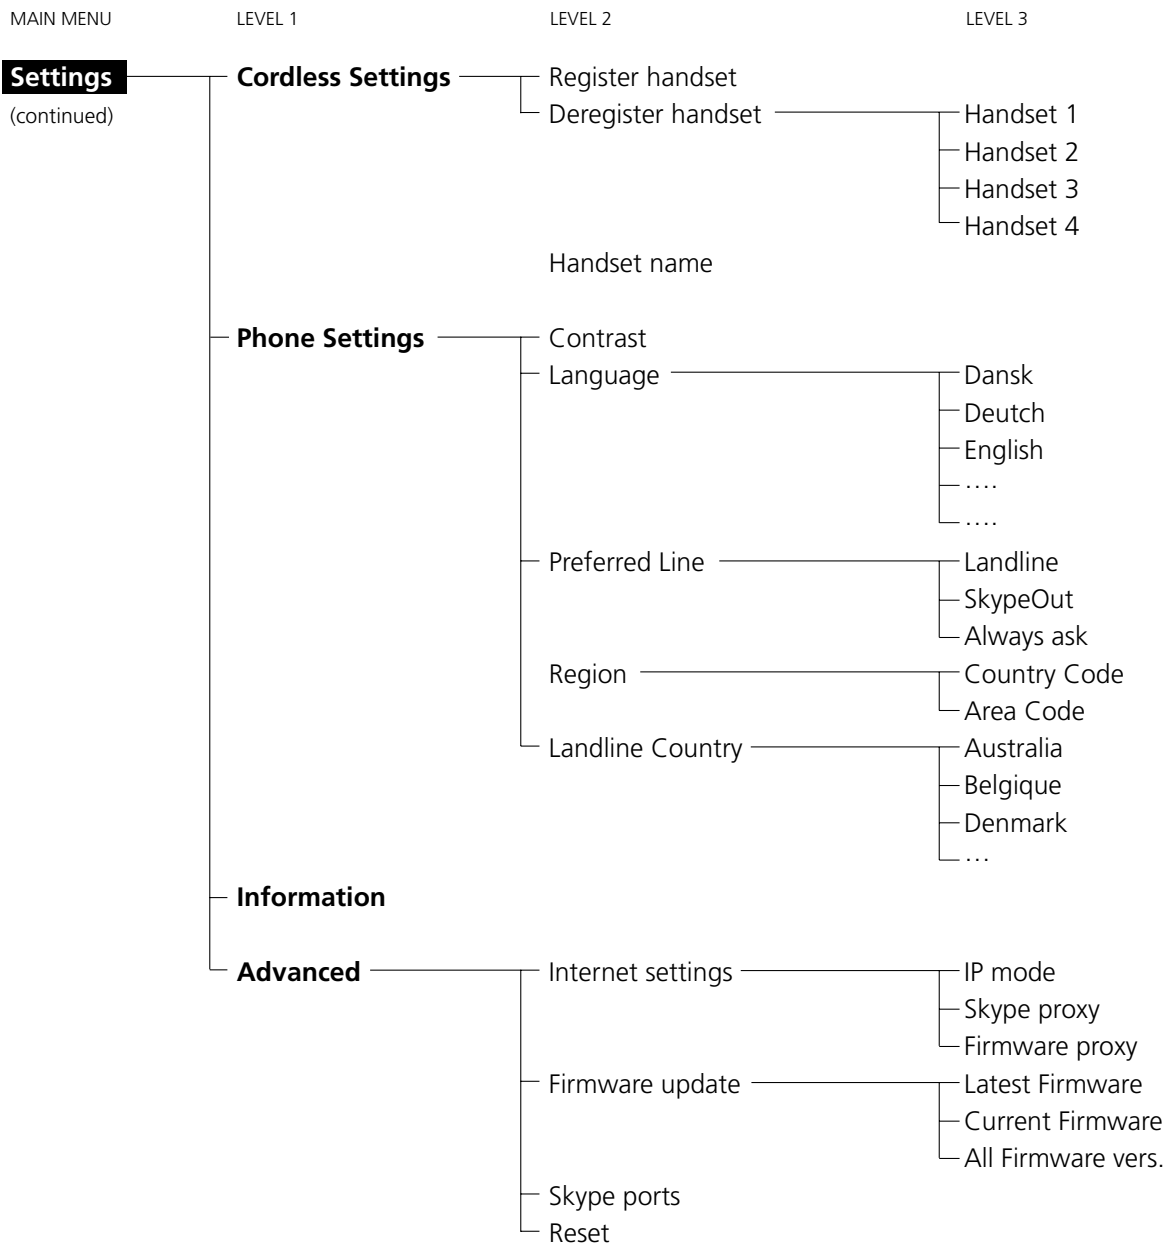 MAIN MENU LEVEL 1 LEVEL 2 LEVEL 3
Settings Cordless Settings Register handset
(continued) Deregister handset Handset 1
Handset 2
Handset 3
Handset 4
Handset name
Phone Settings Contrast
Language Dansk
Deutch
English
....
....
Preferred Line Landline
SkypeOut
Always ask
Region Country Code
Area Code
Landline Country Australia
Belgique
Denmark
...
Information
Advanced Internet settings IP mode
Skype proxy
Firmware proxy
Firmware update Latest Firmware
Current Firmware
All Firmware vers.
Skype ports
Reset